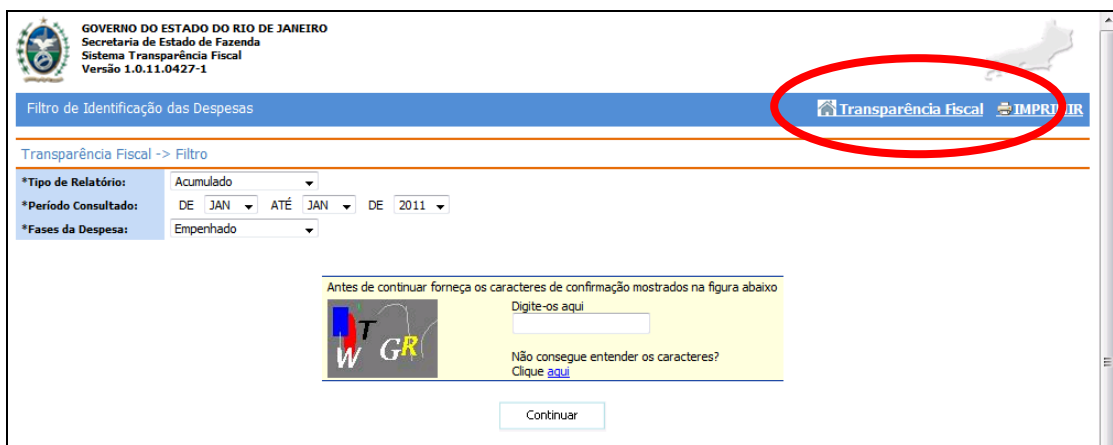 GOVERNO DO ESTADO DO RIO DE JANEIRO
Secretaria de Estado de Fazenda
Sistema Transparência Fiscal
Versão 1.0.11.0427-1
Filtro de Identificação das Despesas
Transparência Fiscal IMPRIMIR
Transparência Fiscal -> Filtro
*Tipo de Relatório: Acumulado
*Período Consultado: DE JAN ATÉ JAN DE 2011
*Fases da Despesa: Empenhado
Antes de continuar forneça os caracteres de confirmação mostrados na figura abaixo
Digite-os aqui
W T G R
Não consegue entender os caracteres?
Clique aqui
Continuar